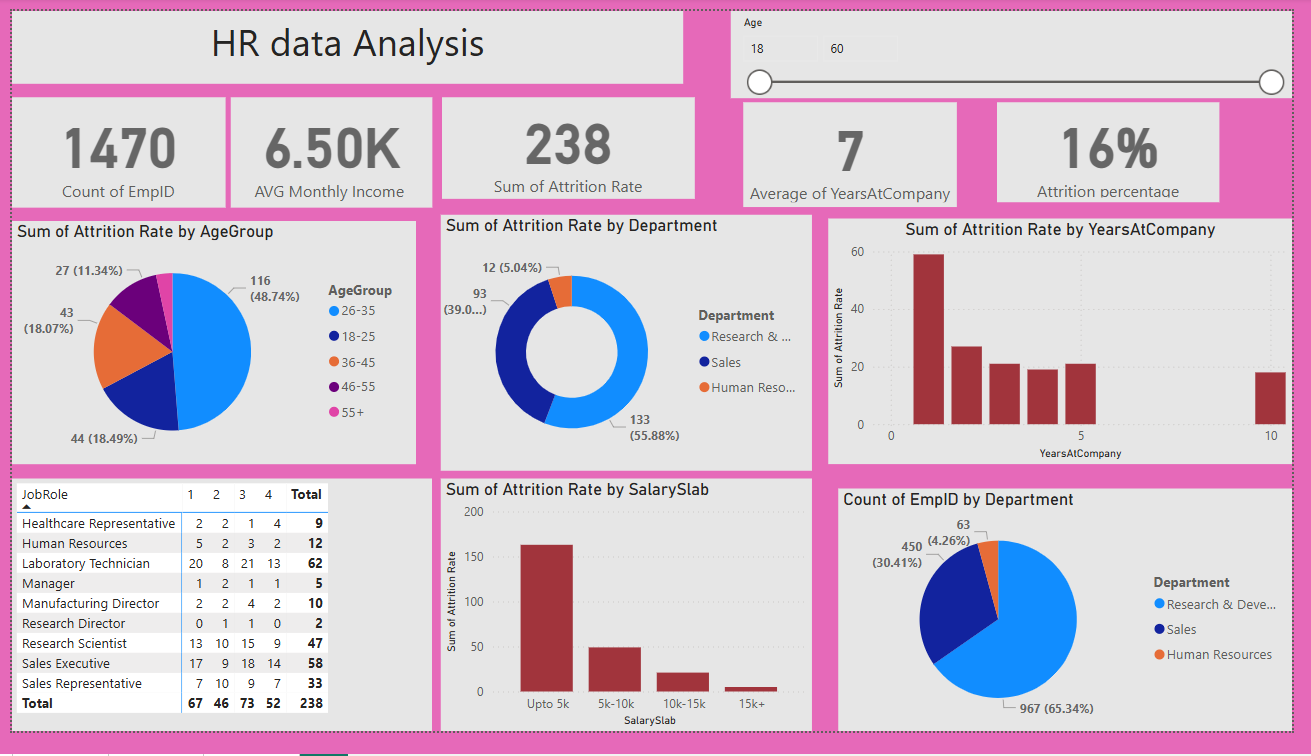 HR data Analysis
Age
18 60
1470
Count of EmpID
6.50K
AVG Monthly Income
238
Sum of Attrition Rate
7
Average of YearsAtCompany
16%
Attrition percentage
Sum of Attrition Rate by AgeGroup
27 (11.34%)
116
(48.74%)
43
(18.07%)
44 (18.49%)
AgeGroup
26-35
18-25
36-45
46-55
55+
Sum of Attrition Rate by Department
12 (5.04%)
93
(39.0...)
133
(55.88%)
Department
Research & ...
Sales
Human Reso...
Sum of Attrition Rate by YearsAtCompany
Sum of Attrition Rate
60
40
20
0
0 5 10
YearsAtCompany
JobRole 1 2 3 4 Total
Healthcare Representative 2 2 1 4 9
Human Resources 5 2 3 2 12
Laboratory Technician 20 8 21 13 62
Manager 1 2 1 1 5
Manufacturing Director 2 2 4 2 10
Research Director 0 1 1 0 2
Research Scientist 13 10 15 9 47
Sales Executive 17 9 18 14 58
Sales Representative 7 10 9 7 33
Total 67 46 73 52 238
Sum of Attrition Rate by SalarySlab
Sum of Attrition Rate
200
150
100
50
0
Upto 5k 5k-10k 10k-15k 15k+
SalarySlab
Count of EmpID by Department
63
(4.26%)
450
(30.41%)
967 (65.34%)
Department
Research & Deve...
Sales
Human Resources